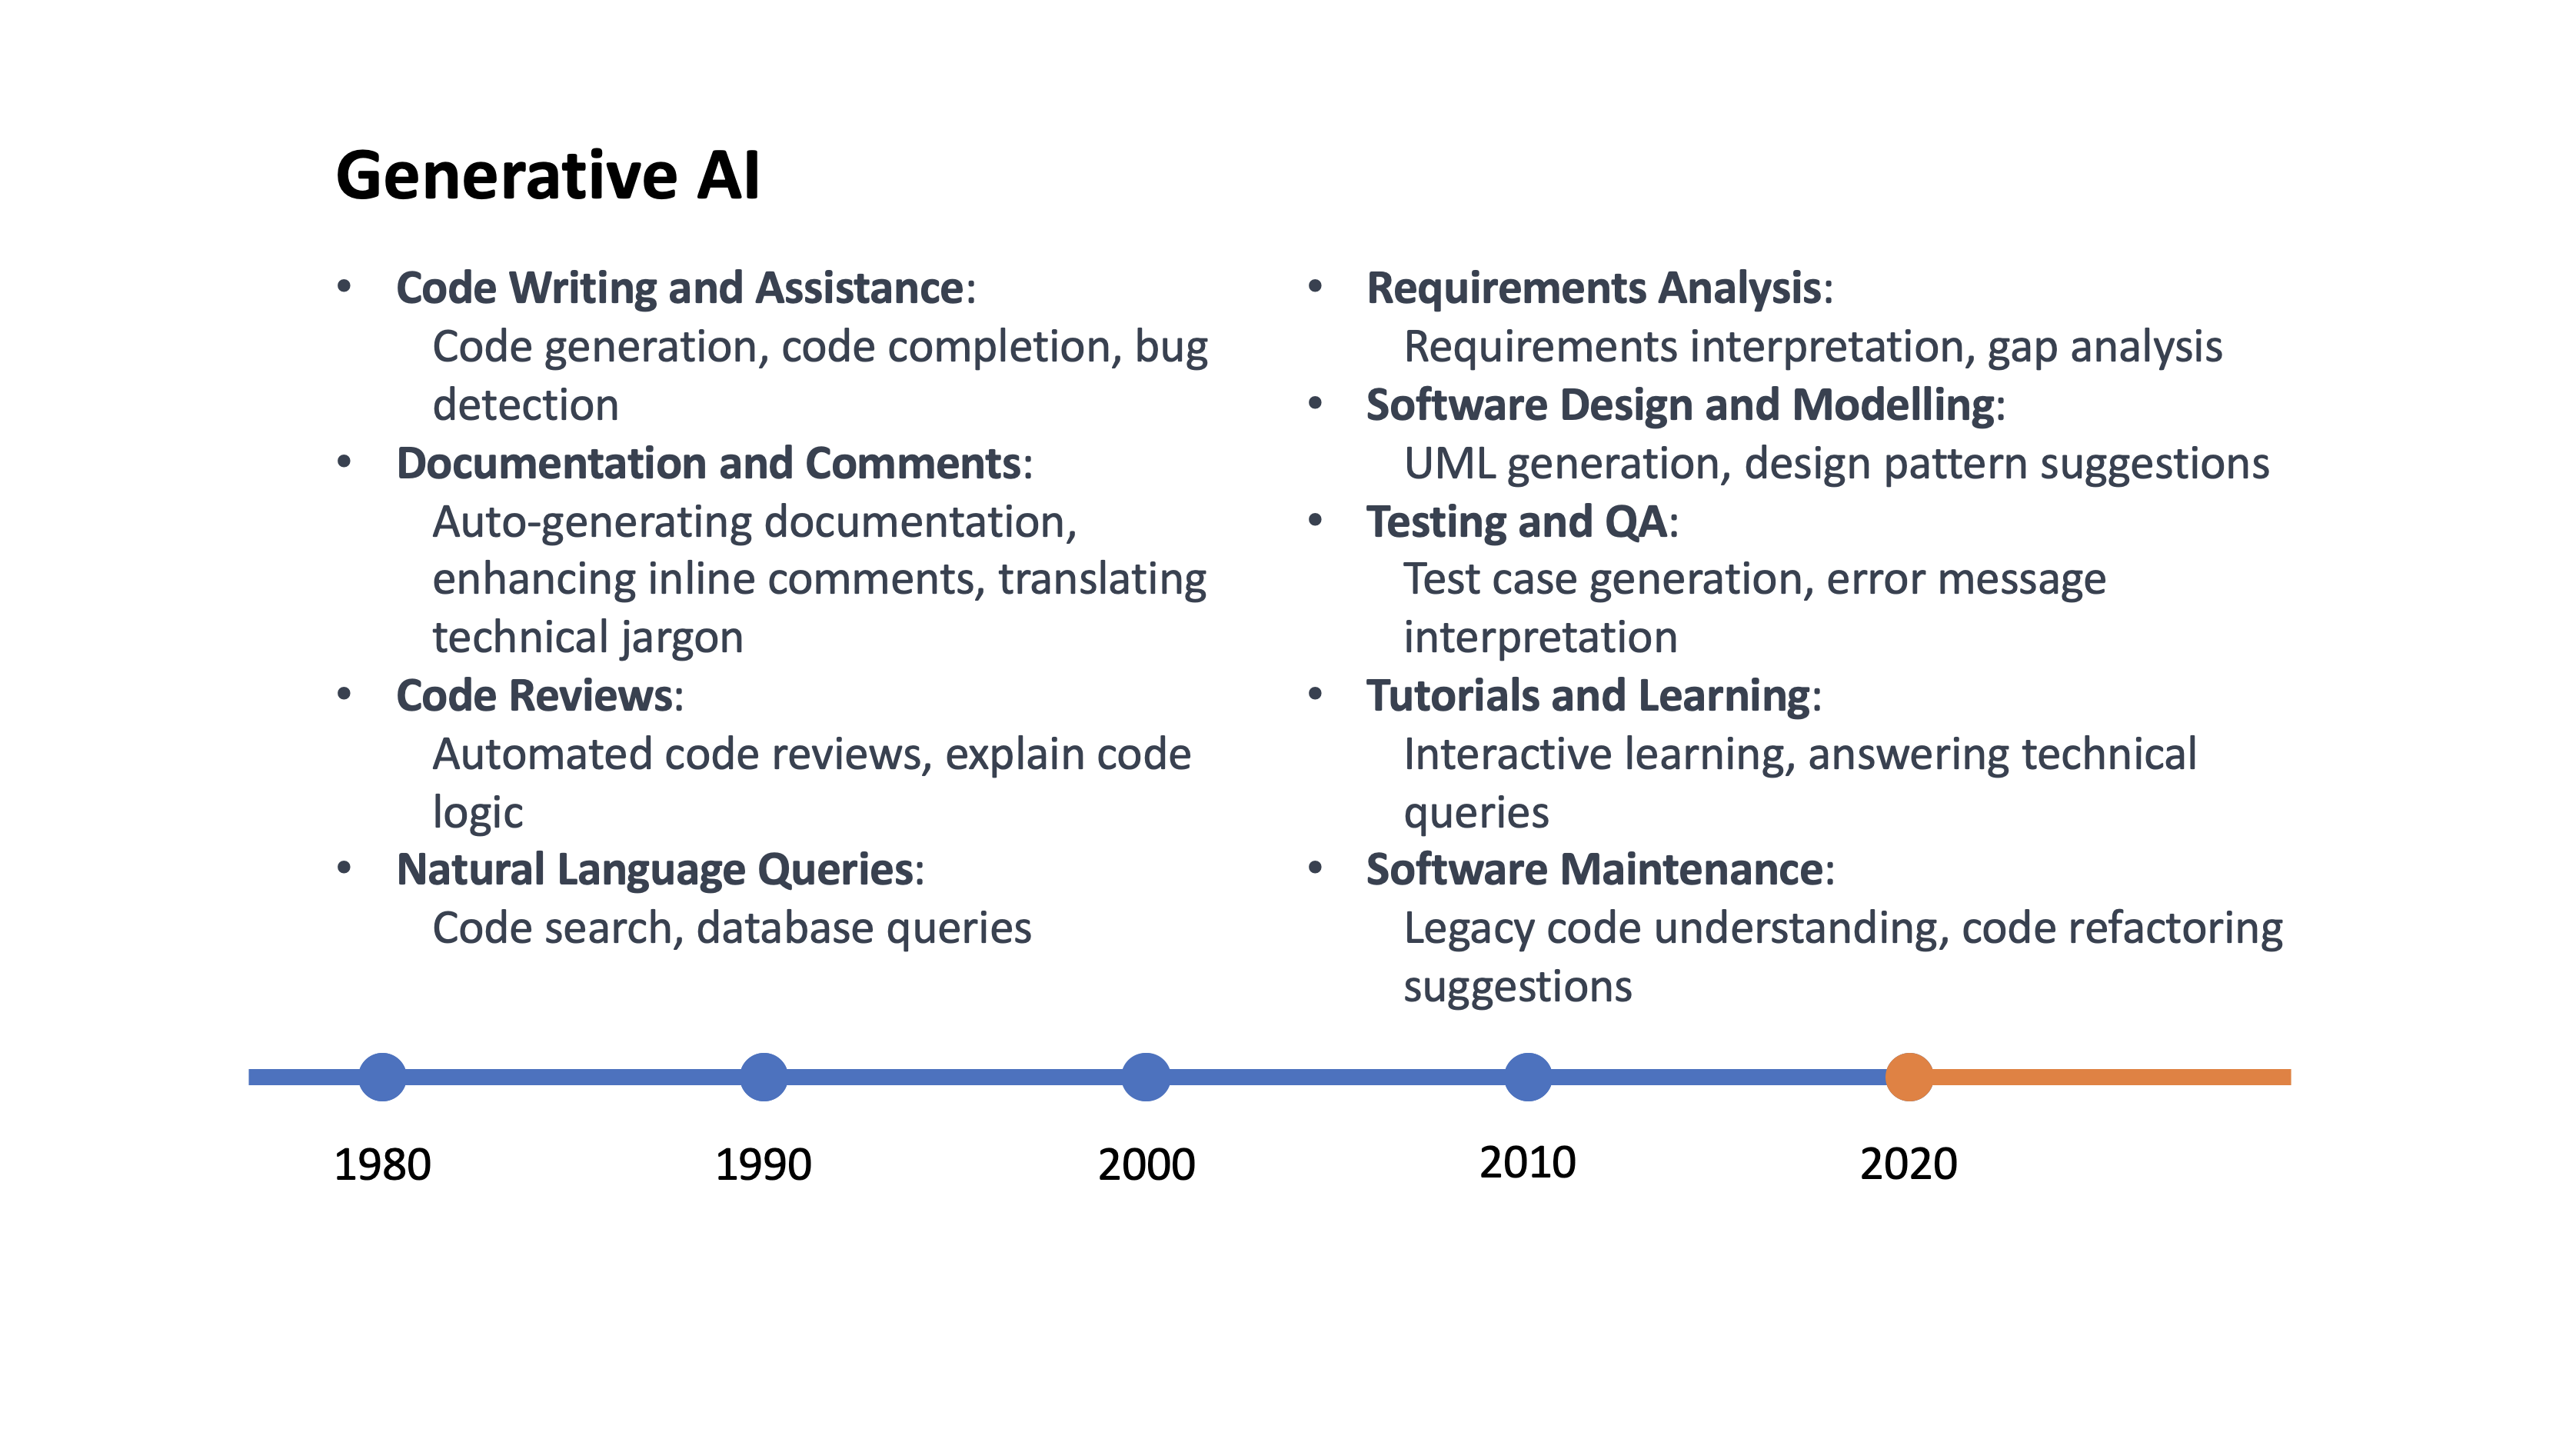 Generative AI
• Code Writing and Assistance:
Code generation, code completion, bug
detection
• Documentation and Comments:
Auto-generating documentation,
enhancing inline comments, translating
technical jargon
• Code Reviews:
Automated code reviews, explain code
logic
• Natural Language Queries:
Code search, database queries
• Requirements Analysis:
Requirements interpretation, gap analysis
• Software Design and Modelling:
UML generation, design pattern suggestions
• Testing and QA:
Test case generation, error message
interpretation
• Tutorials and Learning:
Interactive learning, answering technical
queries
• Software Maintenance:
Legacy code understanding, code refactoring
suggestions
1980 1990 2000 2010 2020